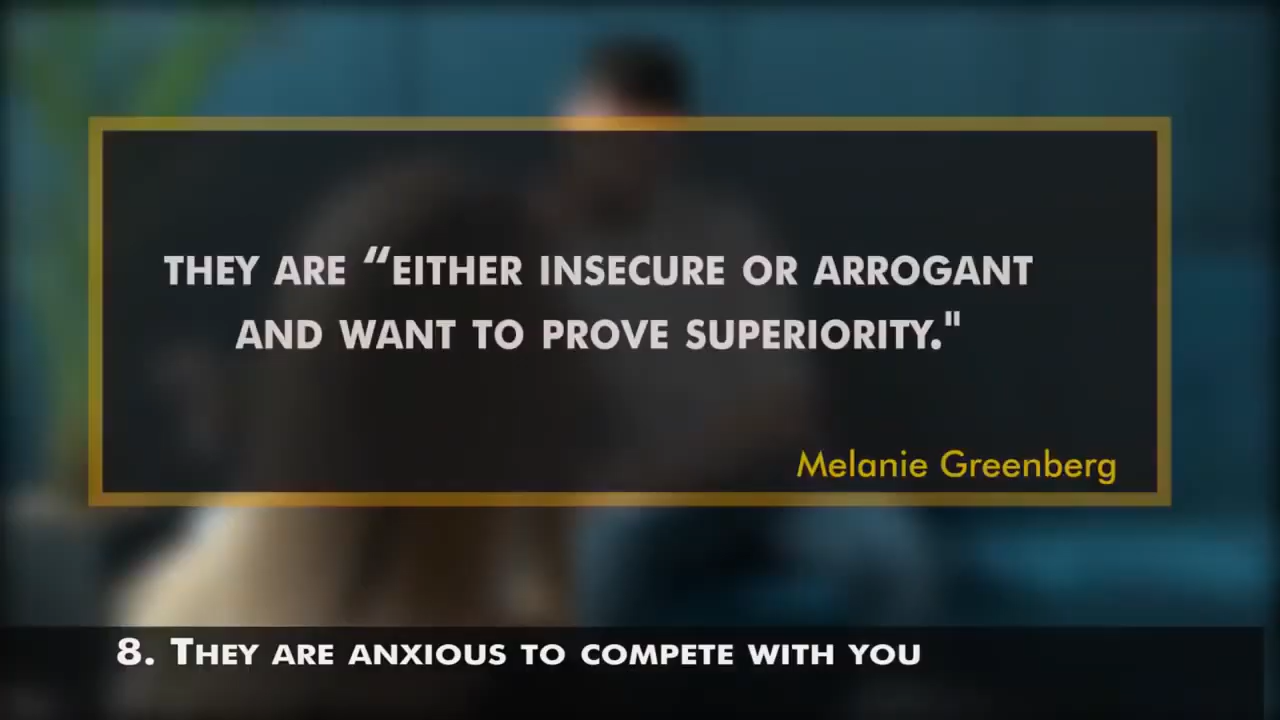 THEY ARE “EITHER INSECURE OR ARROGANT
AND WANT TO PROVE SUPERIORITY."
Melanie Greenberg
8. THEY ARE ANXIOUS TO COMPETE WITH YOU